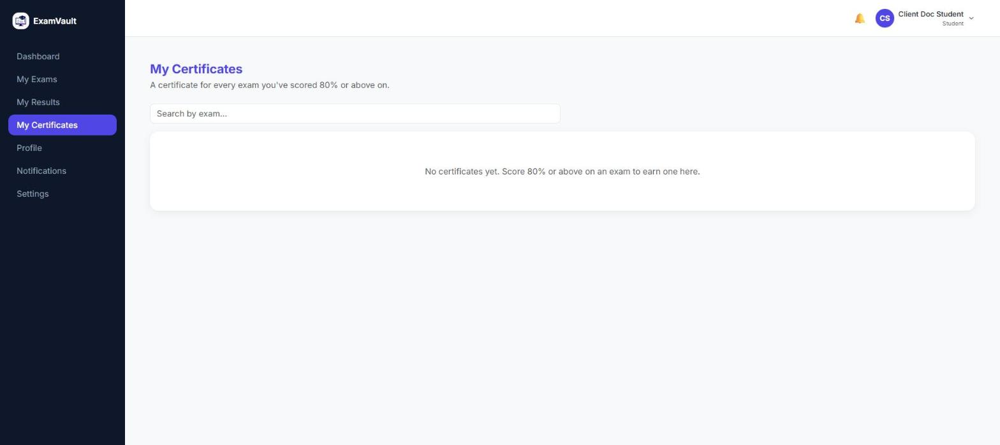 ExamVault
Dashboard
My Exams
My Results
My Certificates
Profile
Notifications
Settings
CS
Client Doc Student
Student
My Certificates
A certificate for every exam you've scored 80% or above on.
Search by exam...
No certificates yet. Score 80% or above on an exam to earn one here.